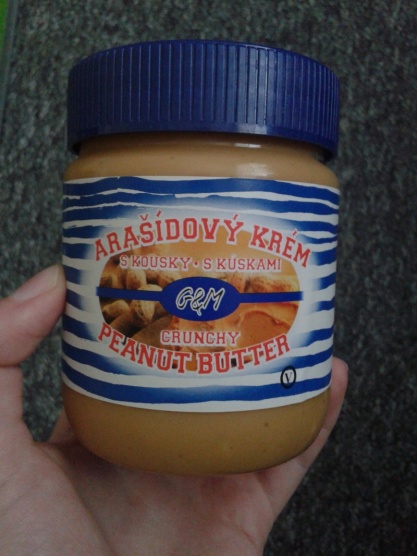 ARAŠÍDOVÝ KRÉM
S KOUSKY • S KÚSKAMI
G&M
CRUNCHY
PEANUT BUTTER
V